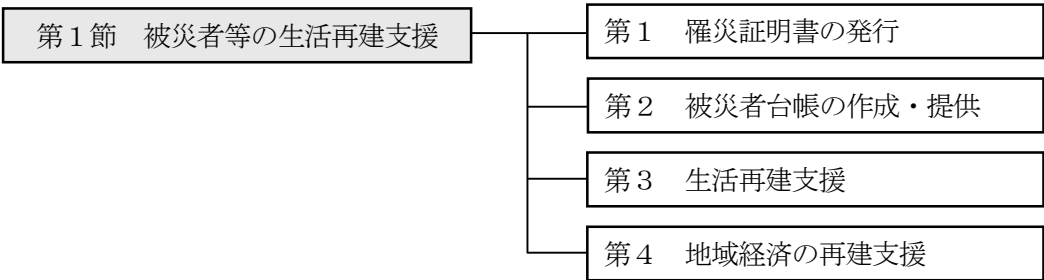 第１節　被災者等の生活再建支援
第１　罹災証明書の発行
第２　被災者台帳の作成・提供
第３　生活再建支援
第４　地域経済の再建支援